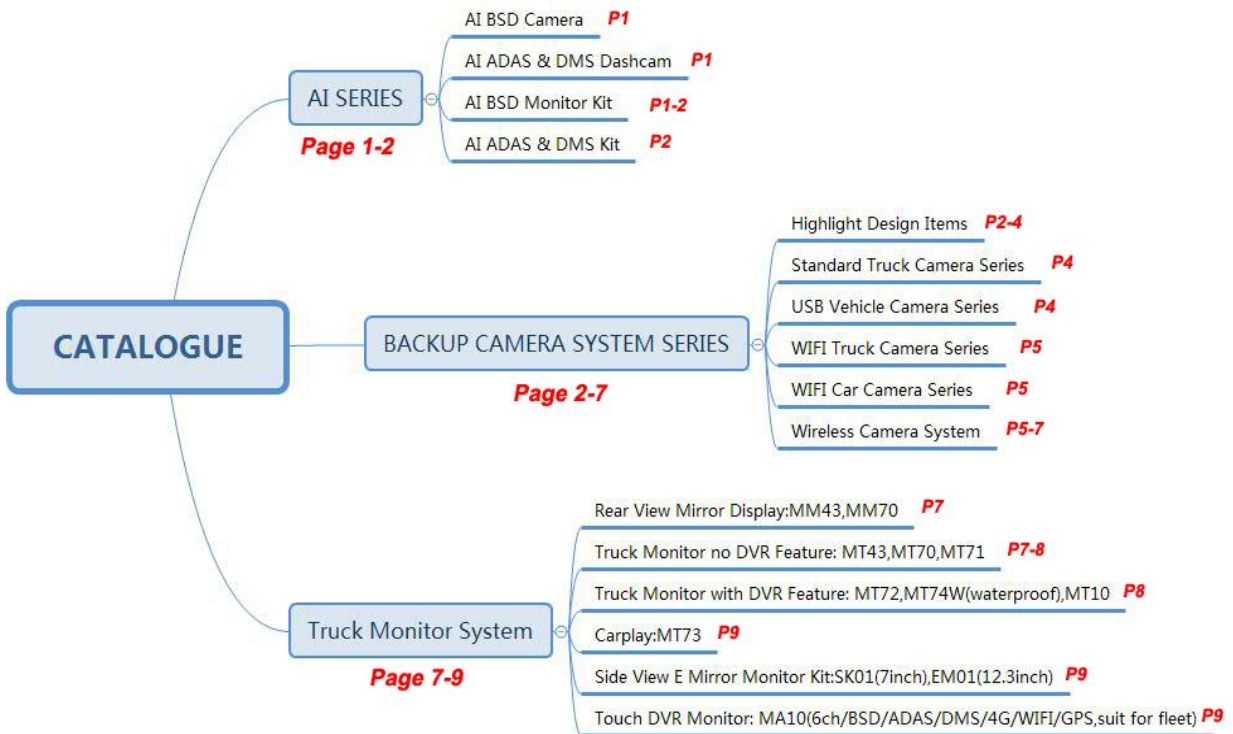 CATALOGUE
AI SERIES
Page 1-2
AI BSD Camera P1
AI ADAS & DMS Dashcam P1
AI BSD Monitor Kit P1-2
AI ADAS & DMS Kit P2
BACKUP CAMERA SYSTEM SERIES
Page 2-7
Highlight Design Items P2-4
Standard Truck Camera Series P4
USB Vehicle Camera Series P4
WIFI Truck Camera Series P5
WIFI Car Camera Series P5
Wireless Camera System P5-7
Truck Monitor System
Page 7-9
Rear View Mirror Display:MM43,MM70 P7
Truck Monitor no DVR Feature: MT43,MT70,MT71 P7-8
Truck Monitor with DVR Feature: MT72,MT74W(waterproof),MT10 P8
Carplay:MT73 P9
Side View E Mirror Monitor Kit:SK01(7inch),EM01(12.3inch) P9
Touch DVR Monitor: MA10(6ch/BSD/ADAS/DMS/4G/WIFI/GPS,suit for fleet) P9